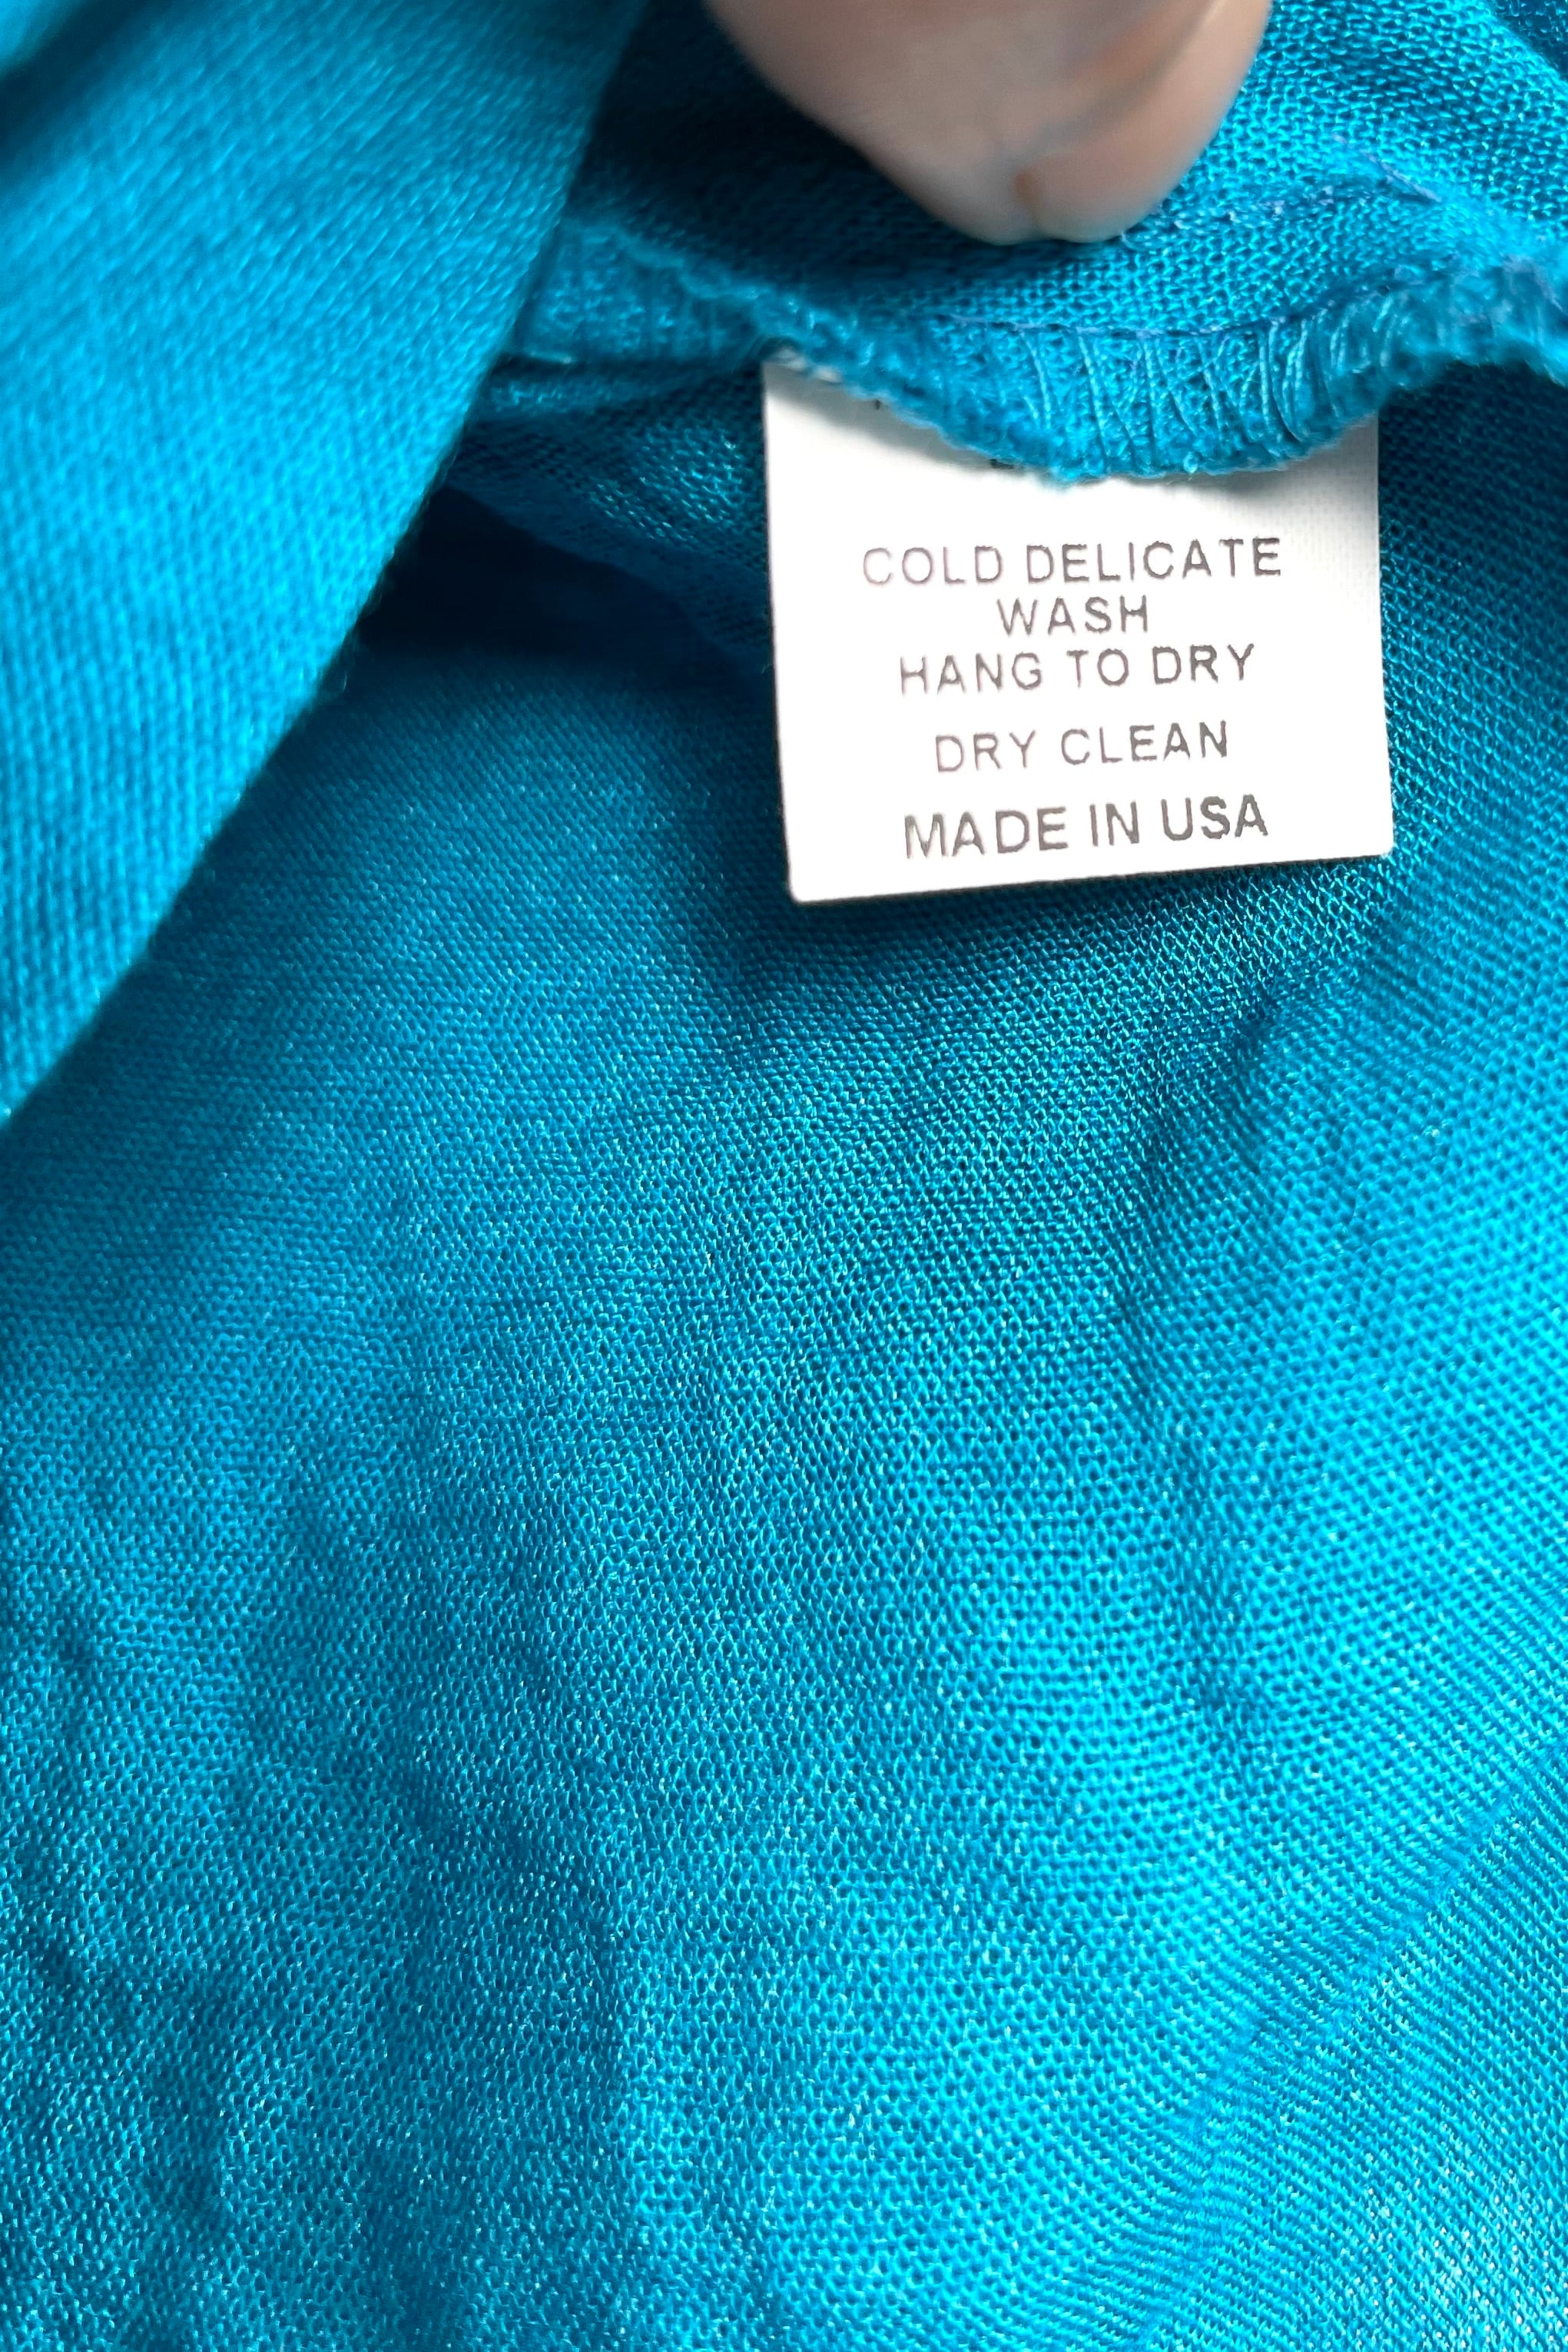 COLD DELICATE
WASH
HANG TO DRY
DRY CLEAN
MADE IN USA